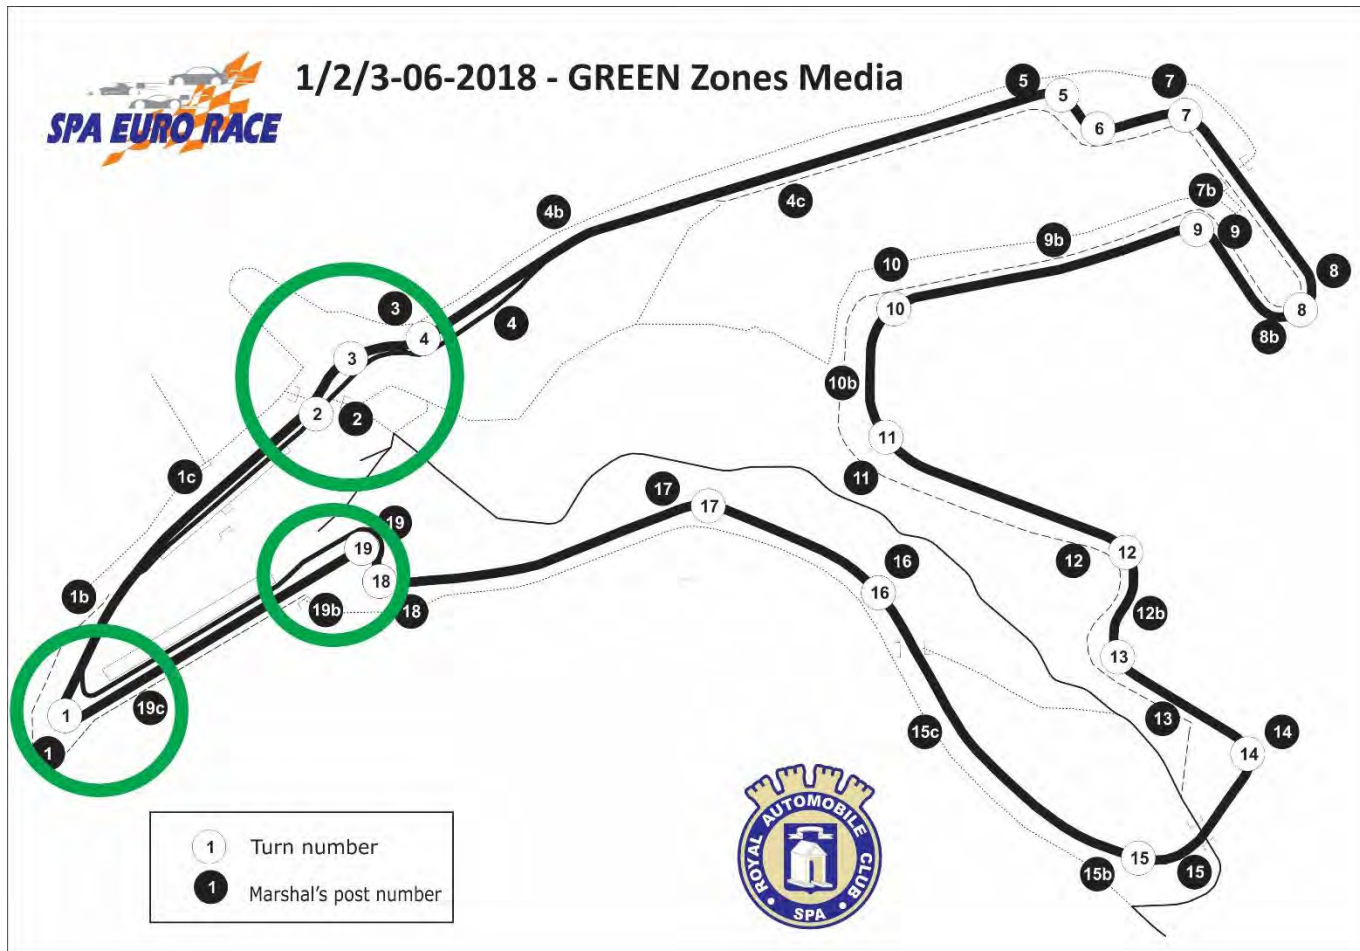 1/2/3-06-2018 - GREEN Zones Media
SPA EURO RACE
5
5
7
6
7
4c
4b
7b
9
9
9b
8
10
8
3
4
4
10
8b
3
2
2
10b
11
1c
11
17
17
19
19
12
12
16
18
16
1b
19b
18
12b
13
1
19c
13
14
14
15c
1
15
15b
15
ROYAL AUTOMOBILE CLUB
SPA
1 Turn number
1 Marshal's post number